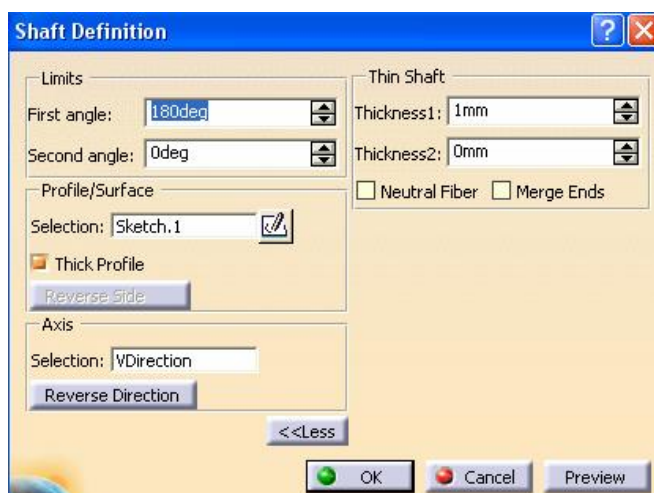 Shaft Definition
Limits
First angle: 180deg
Second angle: 0deg
Profile/Surface
Selection: Sketch.1
Thick Profile
Reverse Side
Axis
Selection: VDirection
Reverse Direction
<<Less
Thin Shaft
Thickness1: 1mm
Thickness2: 0mm
Neutral Fiber Merge Ends
OK Cancel Preview